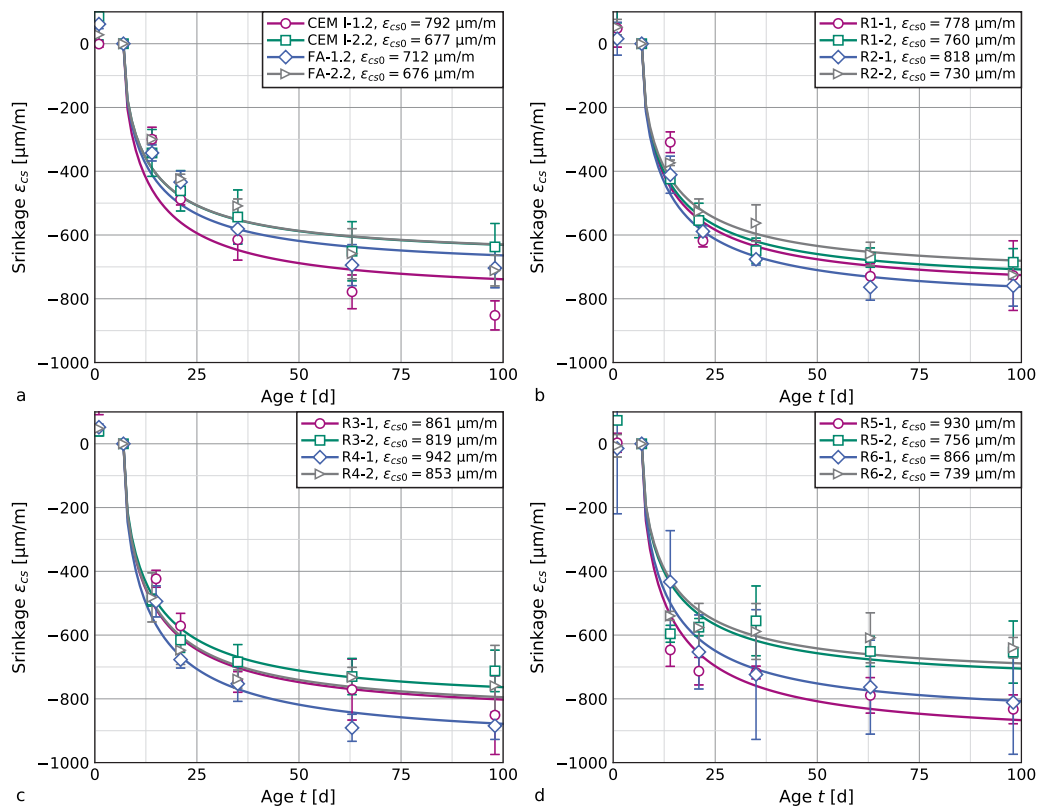 CEM I-1.2, εcs0 = 792 µm/m
CEM I-2.2, εcs0 = 677 µm/m
FA-1.2, εcs0 = 712 µm/m
FA-2.2, εcs0 = 676 µm/m
0
−200
−400
−600
−800
−1000
Srinkage εcs [µm/m]
0
25
50
75
100
Age t [d]
a
R1-1, εcs0 = 778 µm/m
R1-2, εcs0 = 760 µm/m
R2-1, εcs0 = 818 µm/m
R2-2, εcs0 = 730 µm/m
0
−200
−400
−600
−800
−1000
Srinkage εcs [µm/m]
0
25
50
75
100
Age t [d]
b
R3-1, εcs0 = 861 µm/m
R3-2, εcs0 = 819 µm/m
R4-1, εcs0 = 942 µm/m
R4-2, εcs0 = 853 µm/m
0
−200
−400
−600
−800
−1000
Srinkage εcs [µm/m]
0
25
50
75
100
Age t [d]
c
R5-1, εcs0 = 930 µm/m
R5-2, εcs0 = 756 µm/m
R6-1, εcs0 = 866 µm/m
R6-2, εcs0 = 739 µm/m
0
−200
−400
−600
−800
−1000
Srinkage εcs [µm/m]
0
25
50
75
100
Age t [d]
d